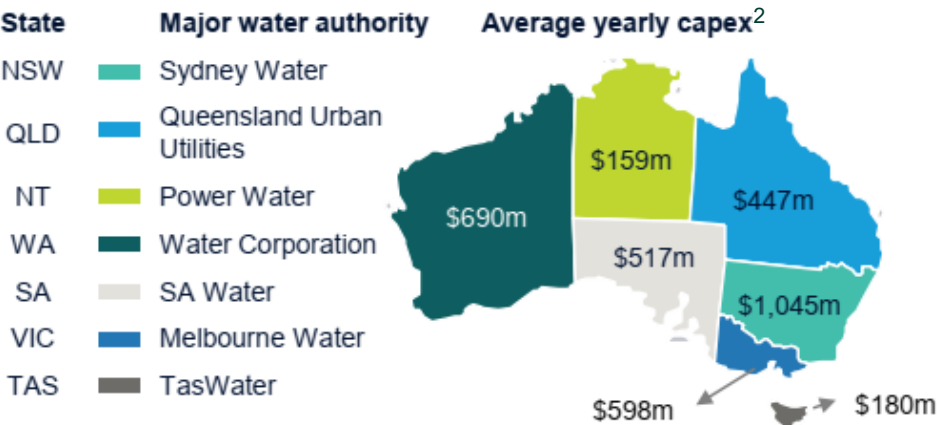 State Major water authority Average yearly capex2
NSW Sydney Water
QLD Queensland Urban
Utilities
NT Power Water
WA Water Corporation
SA SA Water
VIC Melbourne Water
TAS TasWater
$159m
$447m
$690m
$517m
$1,045m
$598m
$180m